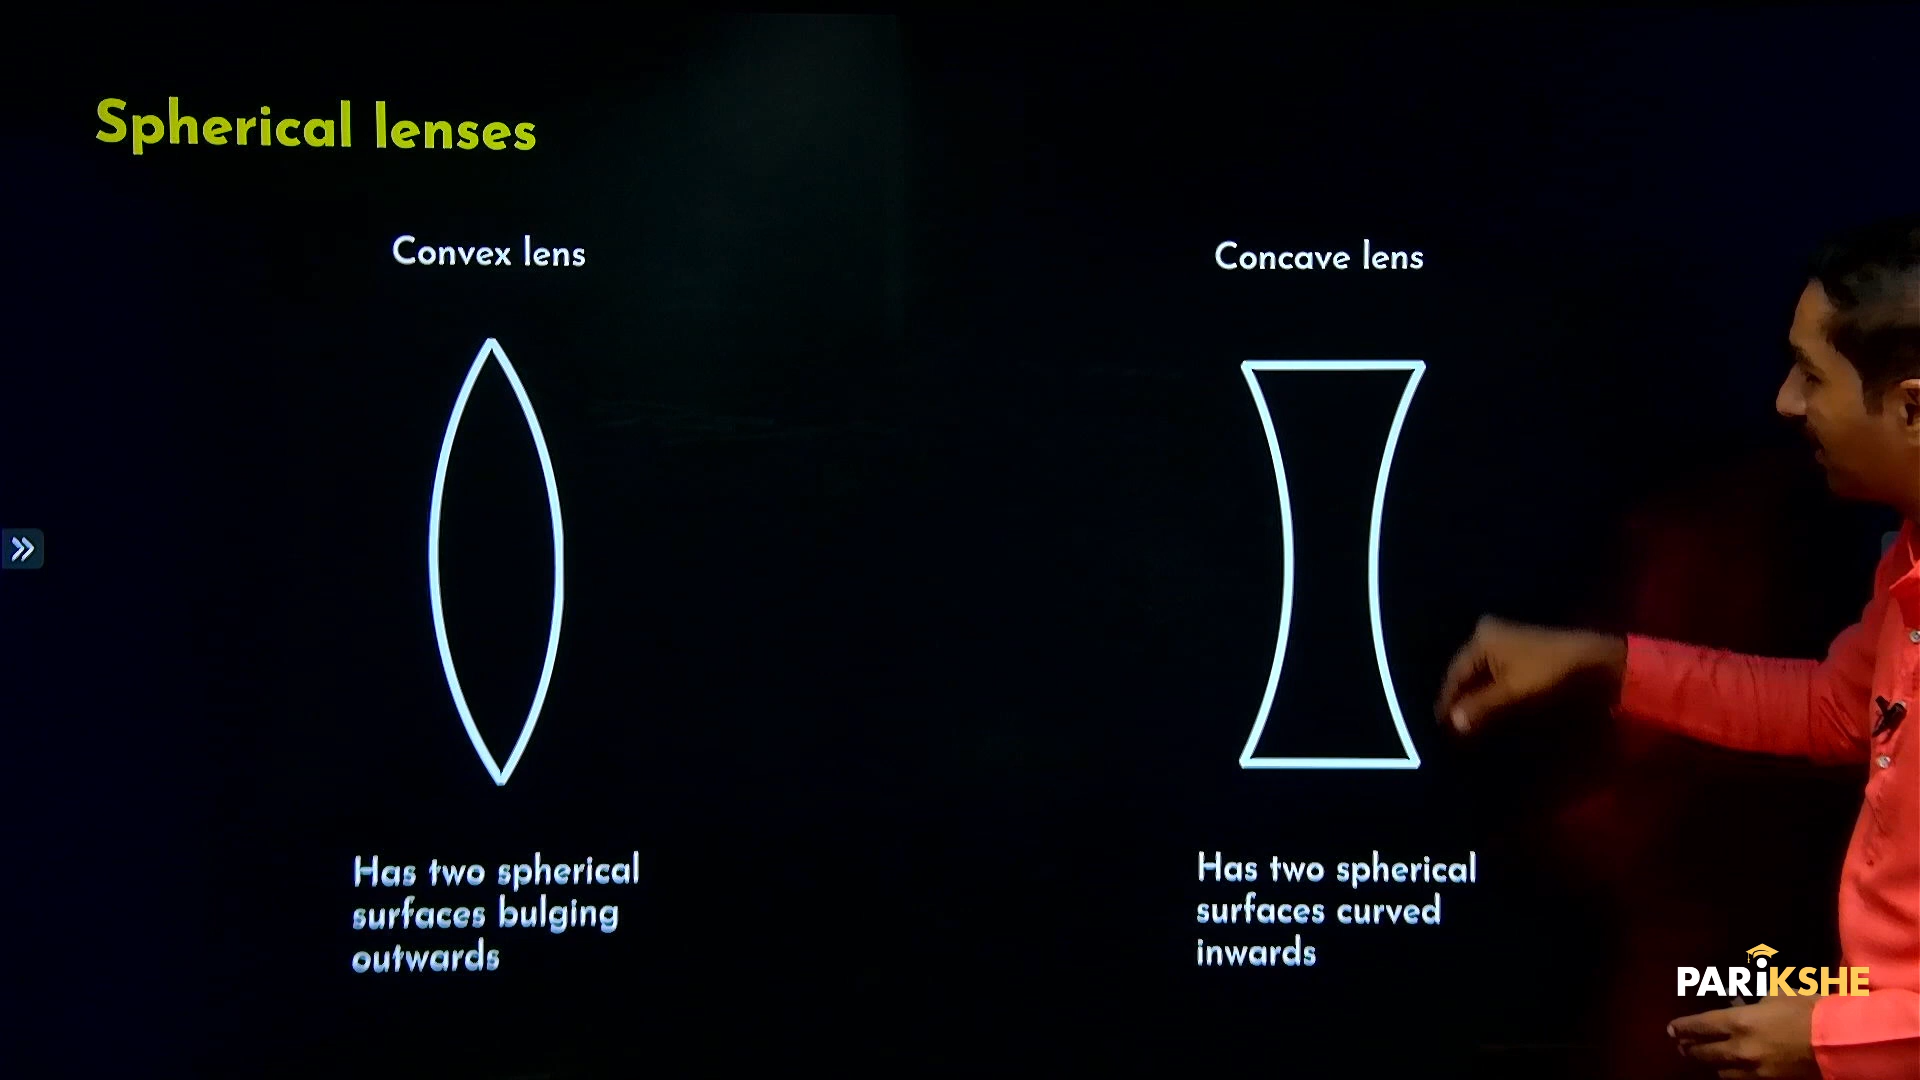 Spherical lenses
Convex lens
Concave lens
Has two spherical
surfaces bulging
outwards
Has two spherical
surfaces curved
inwards
PARiKSHE